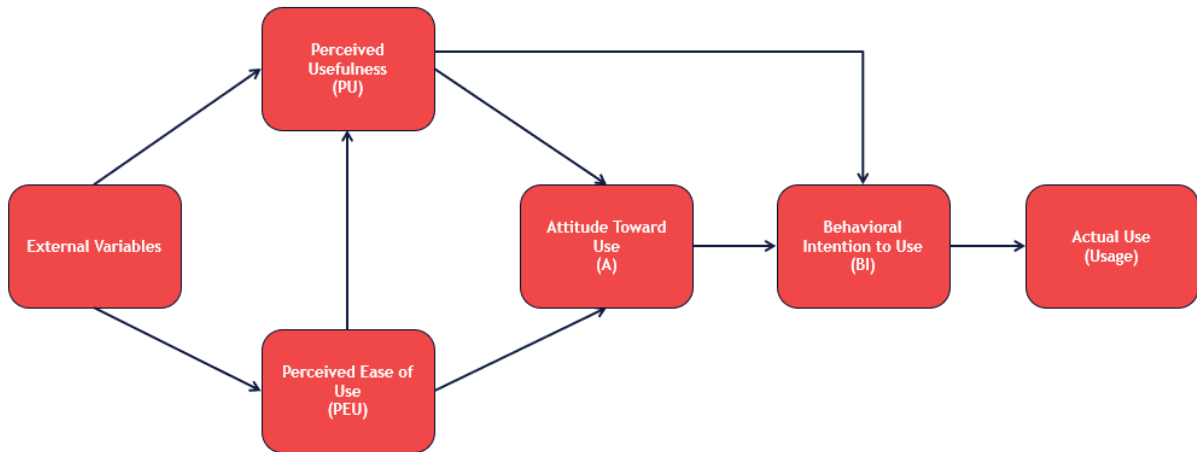 Perceived
Usefulness
(PU)
External Variables
Attitude Toward
Use
(A)
Behavioral
Intention to Use
(BI)
Actual Use
(Usage)
Perceived Ease of
Use
(PEU)